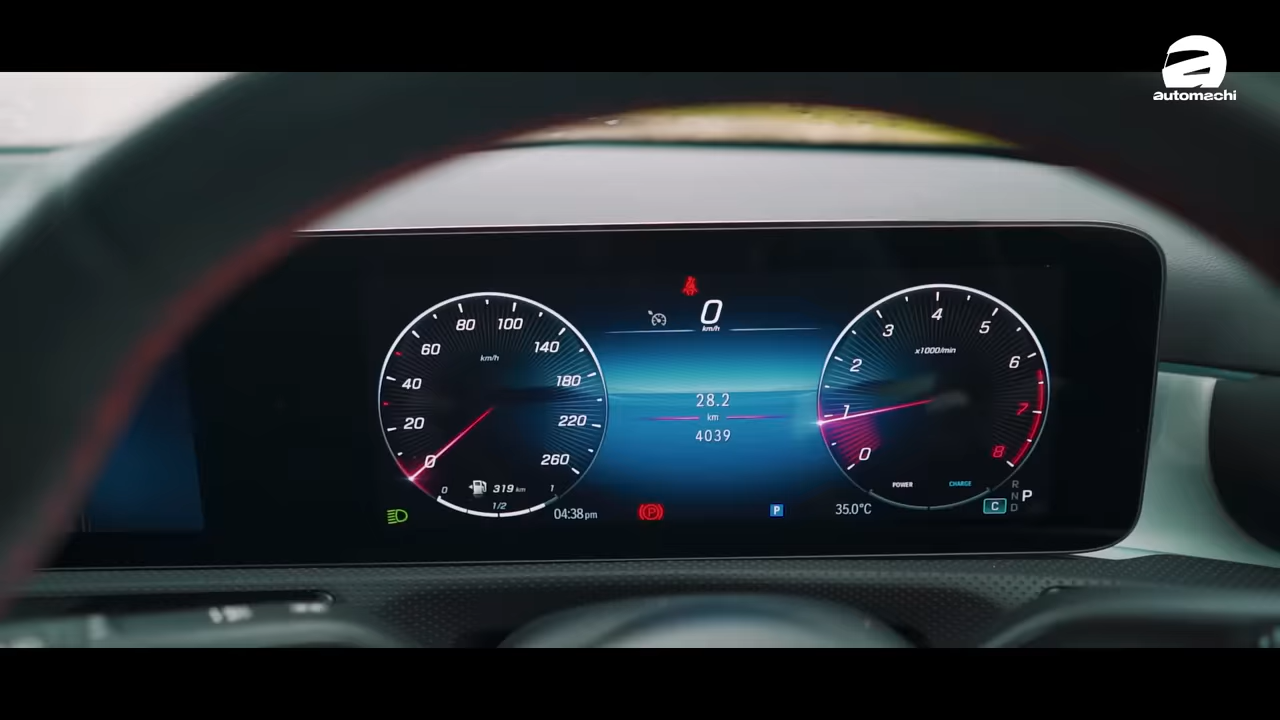 automachi
0
km/h
80 100
60 140
km/h
40 180
20 220
0 260
0 319 km 1
1/2
04:38pm
28.2
km
4039
P
P
4
3 5
x1000/min
2 6
1 7
0 8
POWER CHARGE
35.0°C
C
R
N P
D